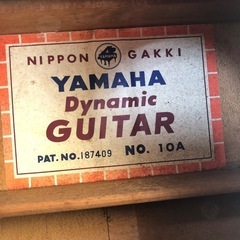 NIPPON GAKKI
YAMAHA
Dynamic
GUITAR
PAT. NO. 187409 NO. 10A